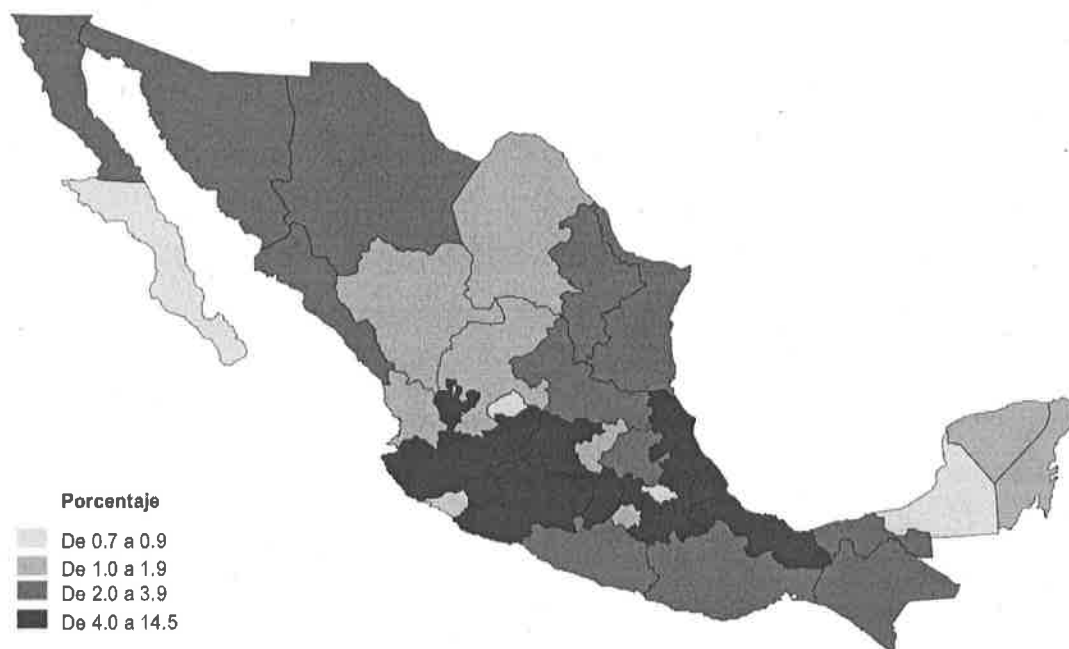 Porcentaje
De 0.7 a 0.9
De 1.0 a 1.9
De 2.0 a 3.9
De 4.0 a 14.5